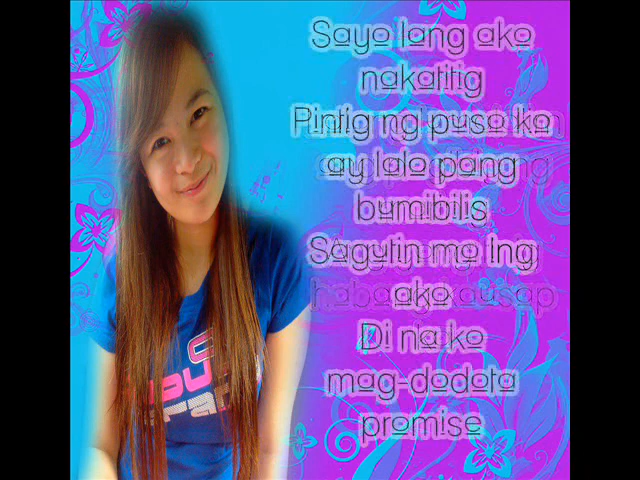 Sayo lang ako
nakatitig
Pintig ng puso ko
ay lalo pang
bumibilis
Sagutin mo lng
ako
Di na ko
mag-dodota
promise